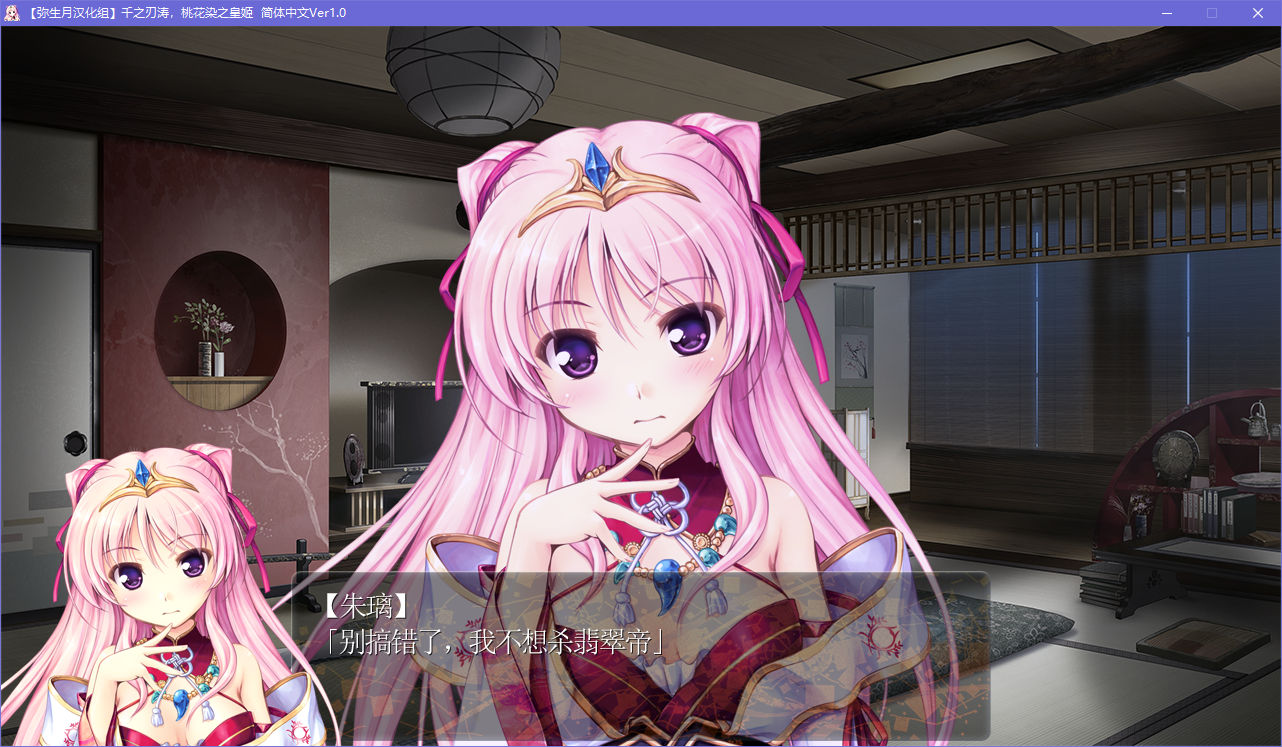 【弥生月汉化组】千之刃涛，桃花染之皇姬 简体中文Ver1.0
【朱璃】
「别搞错了，我不想杀翡翠帝」